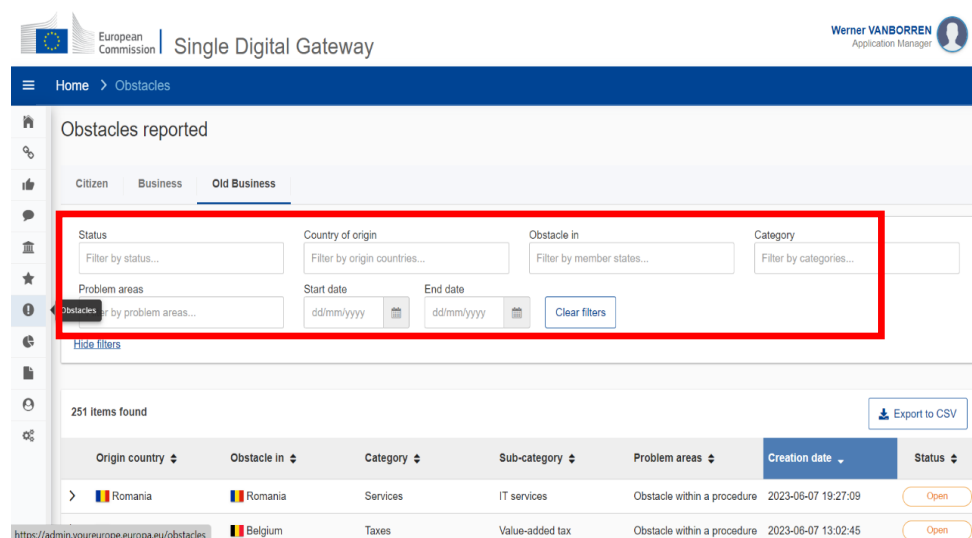 European
Commission
Single Digital Gateway
Werner VANBORREN
Application Manager
Home > Obstacles
Obstacles reported
Citizen Business Old Business
Status Country of origin Obstacle in Category
Filter by status... Filter by origin countries... Filter by member states... Filter by categories...
Problem areas Start date End date
Obstacles by problem areas... dd/mm/yyyy dd/mm/yyyy Clear filters
Hide filters
251 items found Export to CSV
Origin country Obstacle in Category Sub-category Problem areas Creation date Status
Romania Romania Services IT services Obstacle within a procedure 2023-06-07 19:27:09 Open
Belgium Taxes Value-added tax Obstacle within a procedure 2023-06-07 13:02:45 Open
https://admin.youreurope.europa.eu/obstacles